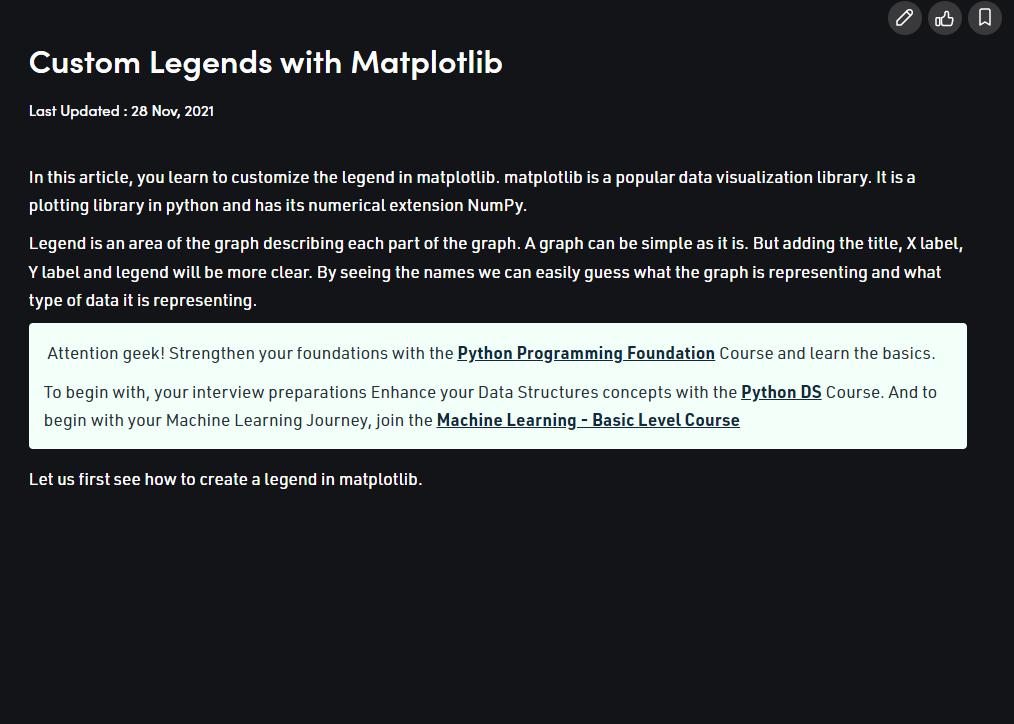 Custom Legends with Matplotlib
Last Updated : 28 Nov, 2021
In this article, you learn to customize the legend in matplotlib. matplotlib is a popular data visualization library. It is a
plotting library in python and has its numerical extension NumPy.
Legend is an area of the graph describing each part of the graph. A graph can be simple as it is. But adding the title, X label,
Y label and legend will be more clear. By seeing the names we can easily guess what the graph is representing and what
type of data it is representing.
Attention geek! Strengthen your foundations with the Python Programming Foundation Course and learn the basics.
To begin with, your interview preparations Enhance your Data Structures concepts with the Python DS Course. And to
begin with your Machine Learning Journey, join the Machine Learning - Basic Level Course
Let us first see how to create a legend in matplotlib.